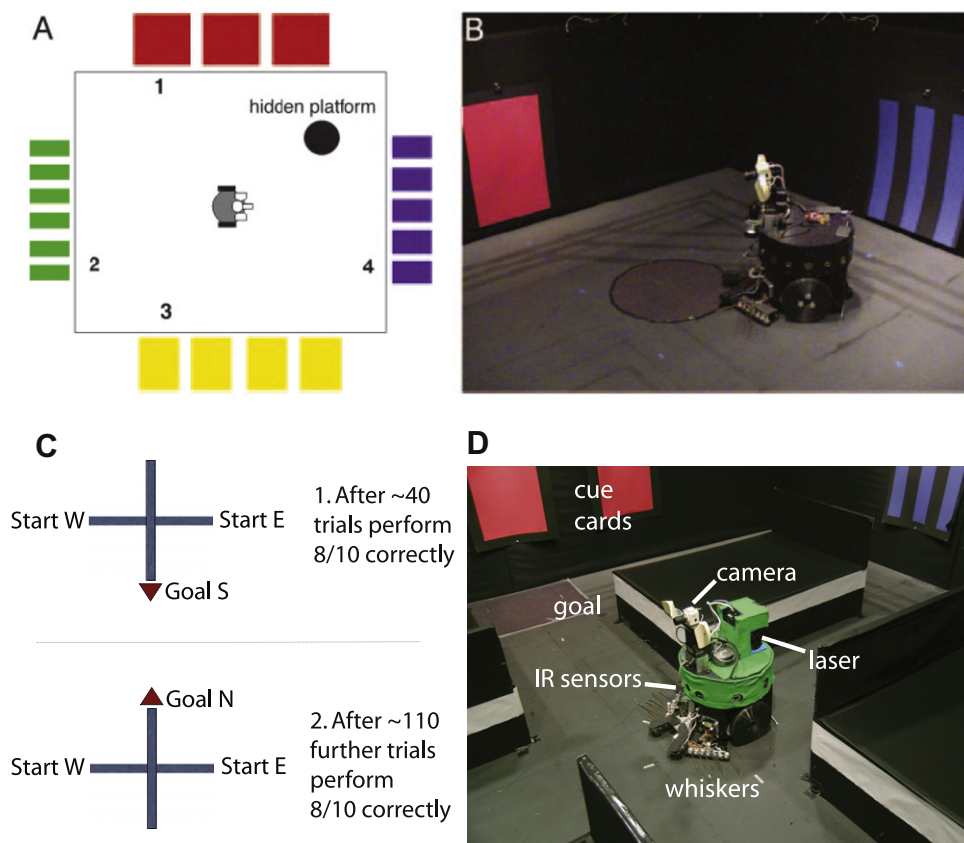 A
1
hidden platform
2
4
3
B
C
Start W
Start E
Goal S
1. After ~40
trials perform
8/10 correctly
Goal N
Start W
Start E
2. After ~110
further trials
perform
8/10 correctly
D
cue
cards
camera
goal
laser
IR sensors
whiskers